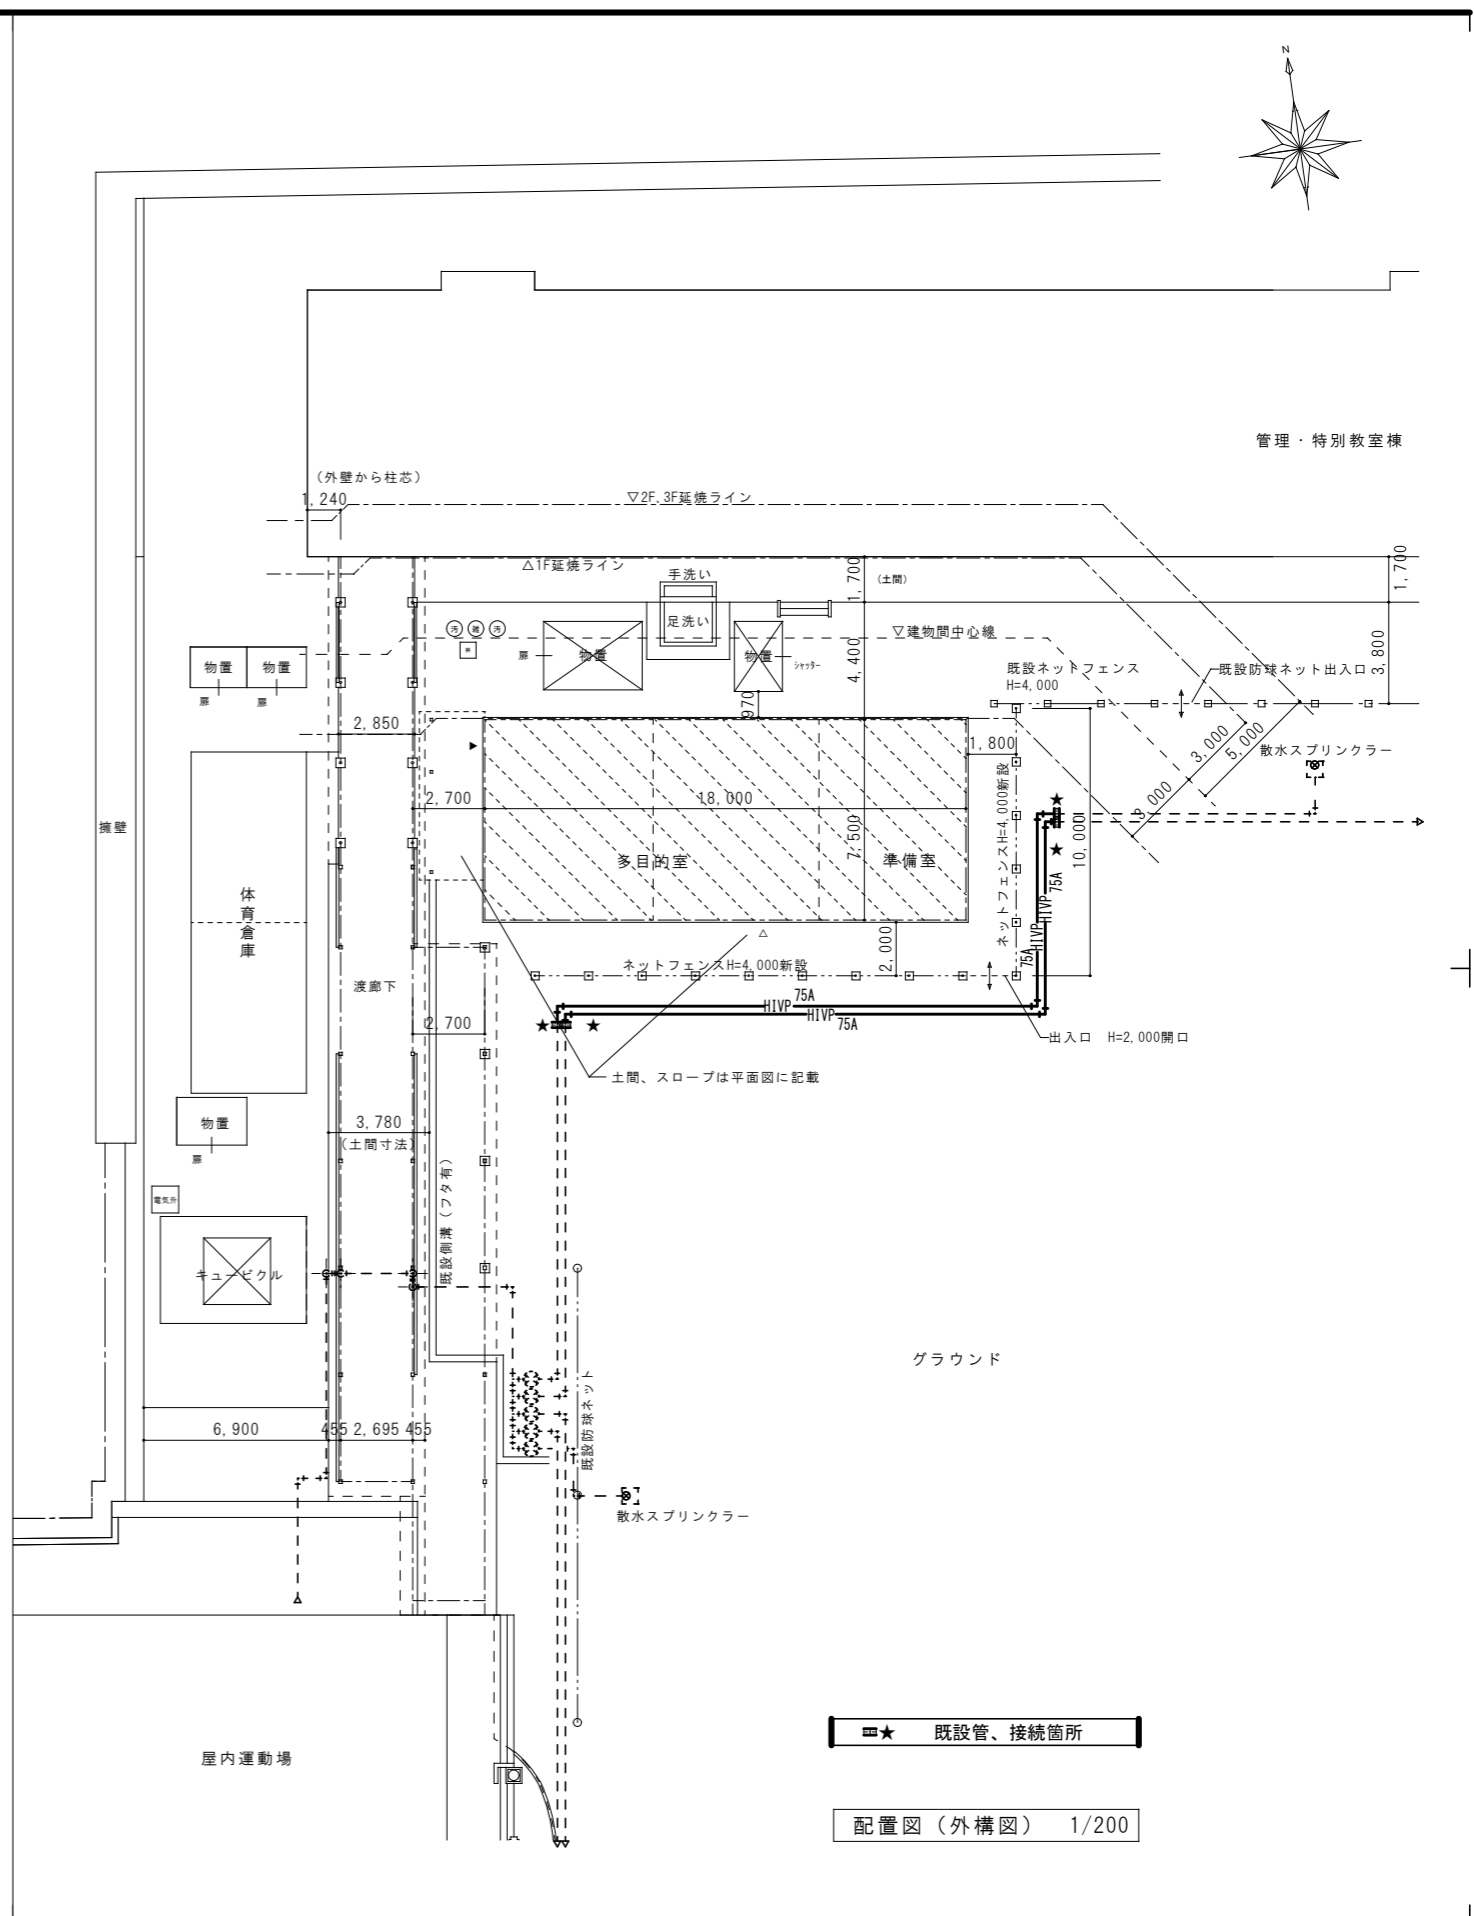 N
管理・特別教室棟
（外壁から柱芯）
1,240
▽2F,3F延焼ライン
△1F延焼ライン
手洗い
足洗い
1,700
（土間）
1,700
▽建物間中心線
汚
雑
汚
扉
物置
物置
シャッター
4,400
3,800
既設ネットフェンス
H=4,000
既設防球ネット出入口
物置
物置
扉
扉
970
2,850
1,800
3,000
5,000
3,000
散水スプリンクラー
2,700
18,000
7,500
ネットフェンスH=4,000新設
★
★
10,000
擁壁
多目的室
準備室
75A
HIVP
HIVP
75A
体育倉庫
△
2,000
ネットフェンスH=4,000新設
渡廊下
75A
HIVP
HIVP
75A
2,700
★
★
出入口 H=2,000開口
土間、スロープは平面図に記載
物置
扉
3,780
（土間寸法）
既設側溝（フタ有）
電気升
キュービクル
グラウンド
既設防球ネット
6,900
455
2,695
455
散水スプリンクラー
屋内運動場
★ 既設管、接続箇所
配置図（外構図） 1/200